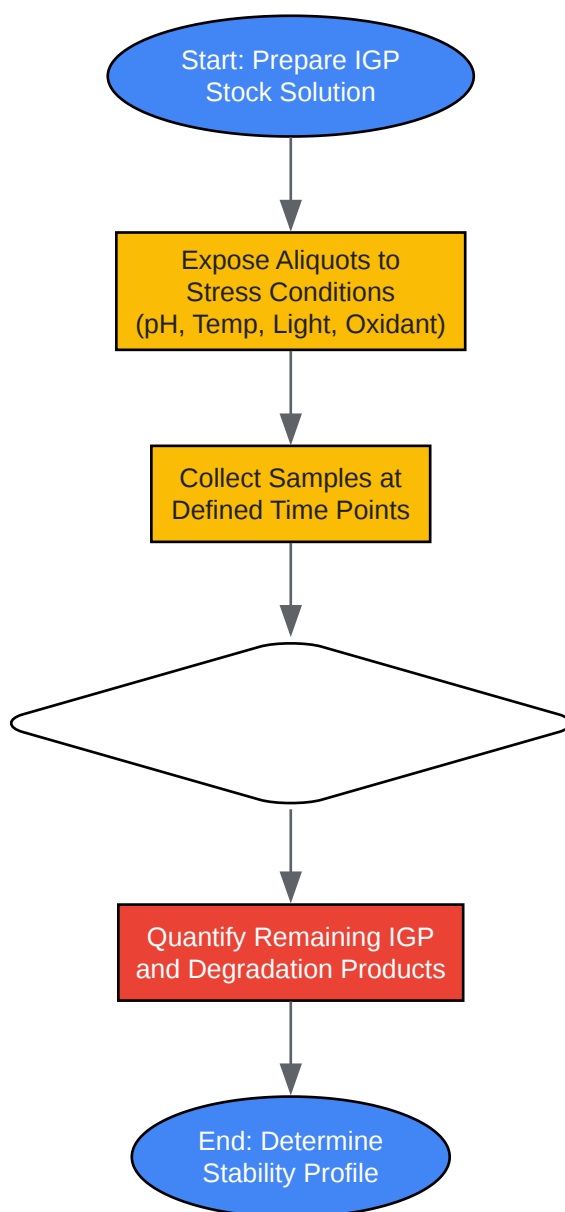 Start: Prepare IGP
Stock Solution
Expose Aliquots to
Stress Conditions
(pH, Temp, Light, Oxidant)
Collect Samples at
Defined Time Points
Quantify Remaining IGP
and Degradation Products
End: Determine
Stability Profile